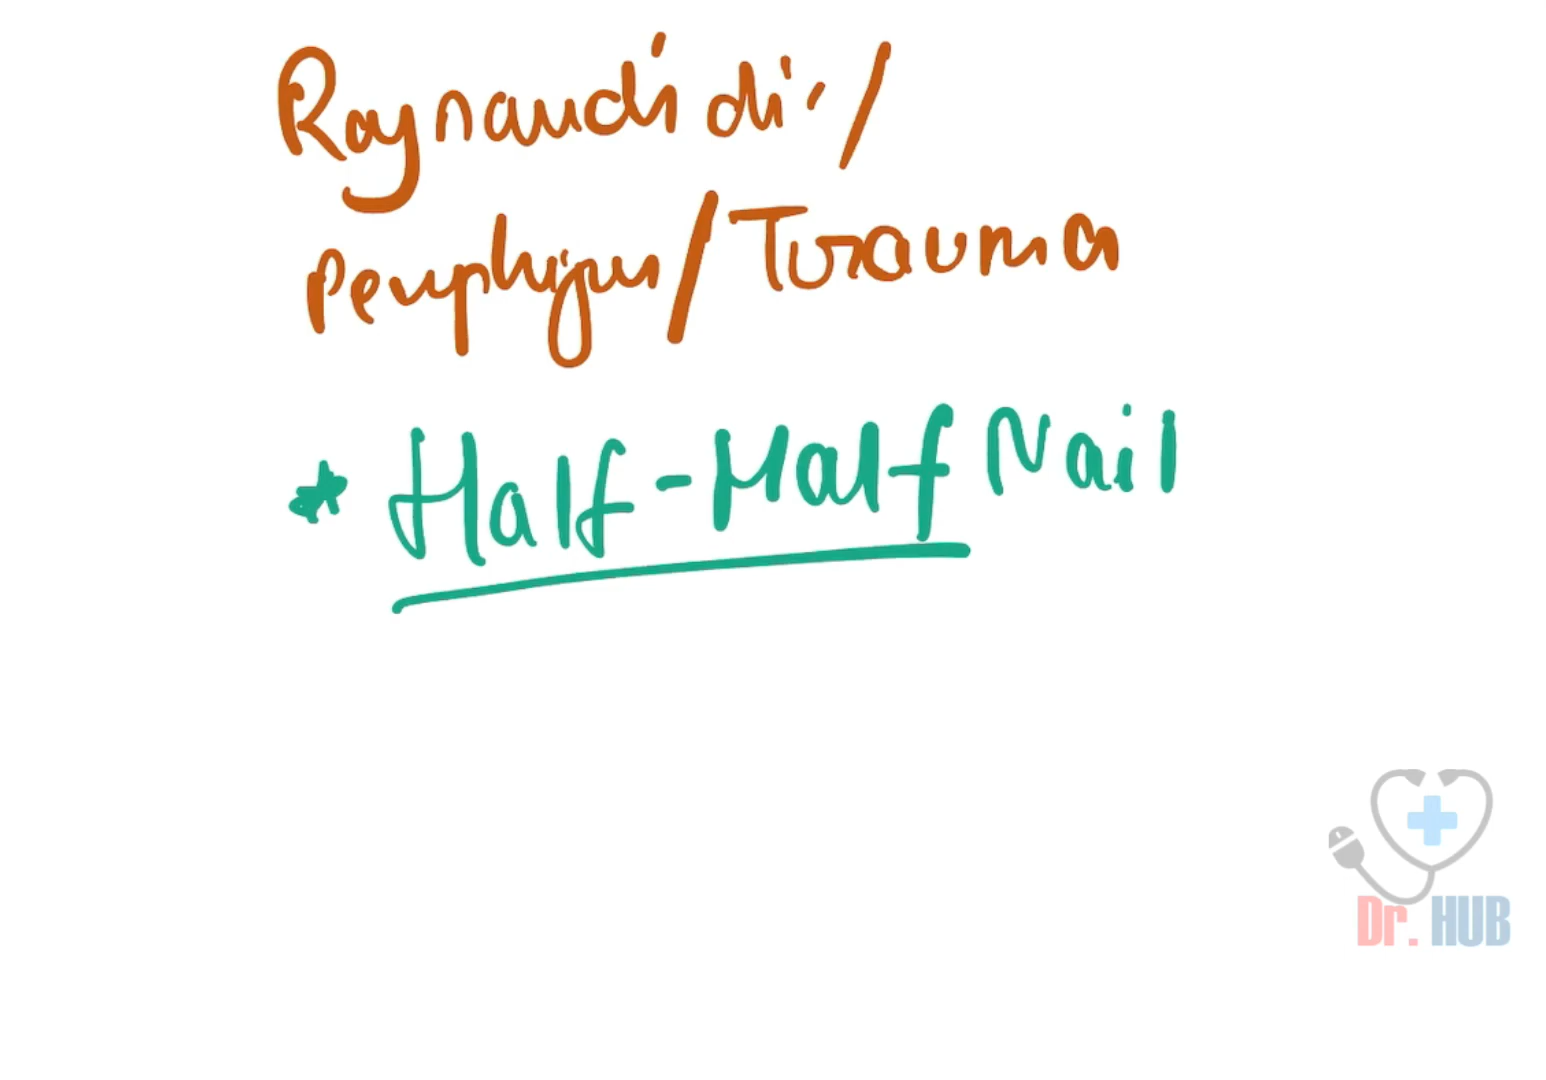 Raynaud's di. /
Pemphigus / Trauma
* Half-Half Nail
Dr. HUB